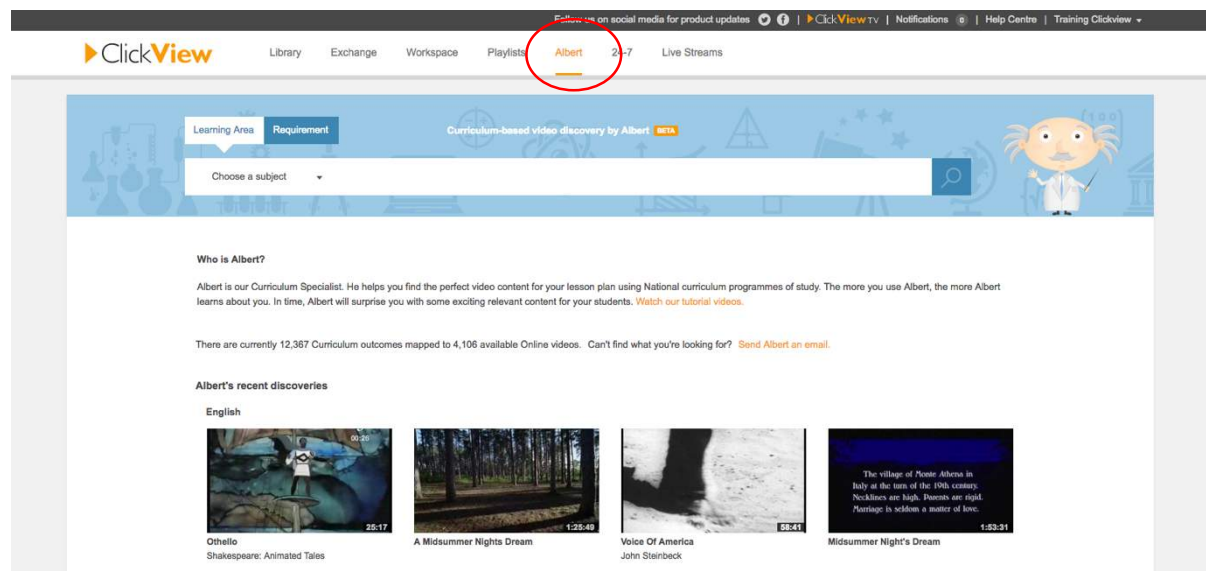 Follow us on social media for product updates | ClickView TV | Notifications 0 | Help Centre | Training Clickview
ClickView Library Exchange Workspace Playlists Albert 24-7 Live Streams
Learning Area Requirement Curriculum-based video discovery by Albert BETA
Choose a subject
Who is Albert?
Albert is our Curriculum Specialist. He helps you find the perfect video content for your lesson plan using National curriculum programmes of study. The more you use Albert, the more Albert
learns about you. In time, Albert will surprise you with some exciting relevant content for your students. Watch our tutorial videos.
There are currently 12,367 Curriculum outcomes mapped to 4,106 available Online videos. Can't find what you're looking for? Send Albert an email.
Albert's recent discoveries
English
00:26
The village of Monte Athena in
Italy at the turn of the 19th century.
Necklines are high. Parents are rigid.
Marriage is seldom a matter of love.
25:17 1:25:49 58:41 1:53:31
Othello A Midsummer Nights Dream Voice Of America Midsummer Night's Dream
Shakespeare: Animated Tales John Steinbeck